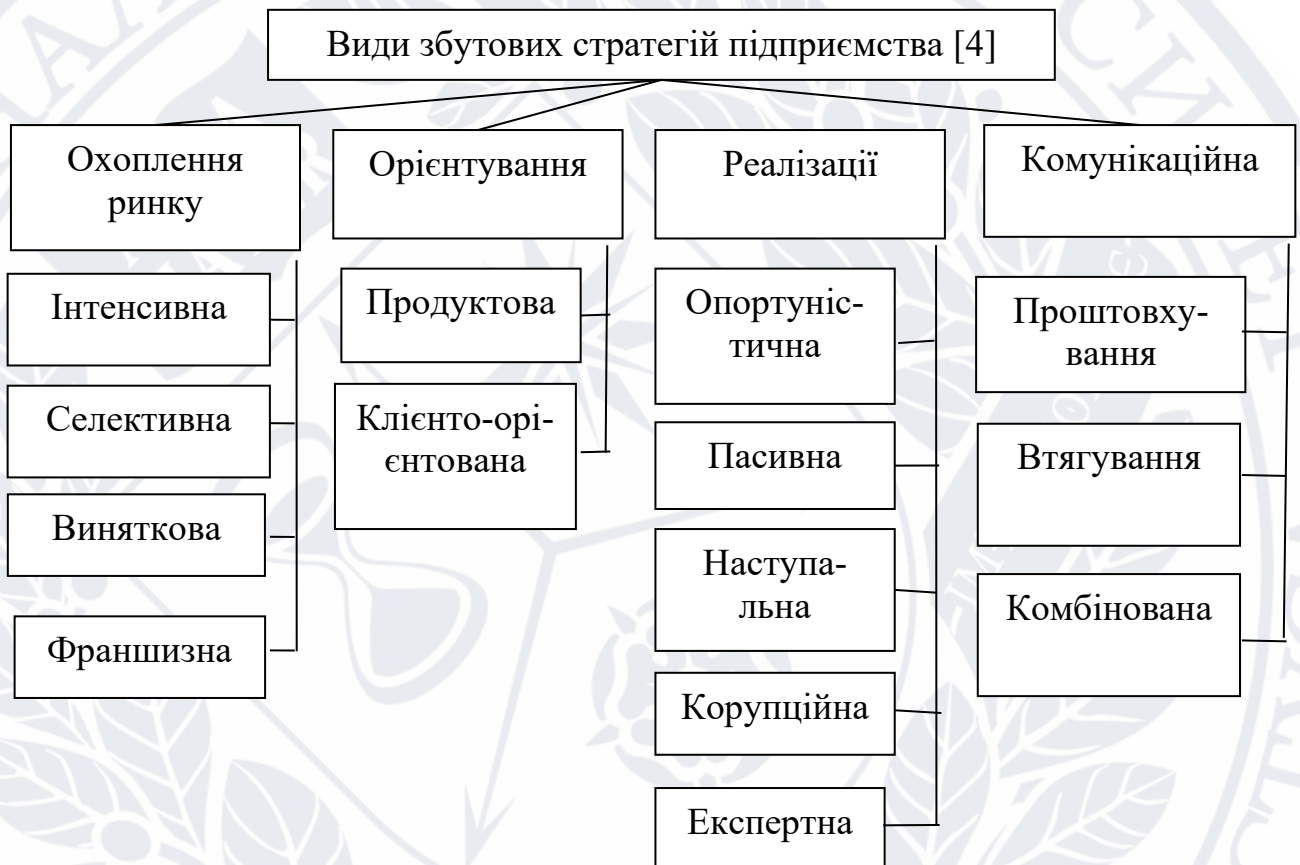 Види збутових стратегій підприємства [4]
Охоплення
ринку
Орієнтування
Реалізації
Комунікаційна
Інтенсивна
Селективна
Виняткова
Франшизна
Продуктова
Клієнто-орі-
єнтована
Опортуніс-
тична
Пасивна
Наступа-
льна
Корупційна
Експертна
Проштовху-
вання
Втягування
Комбінована